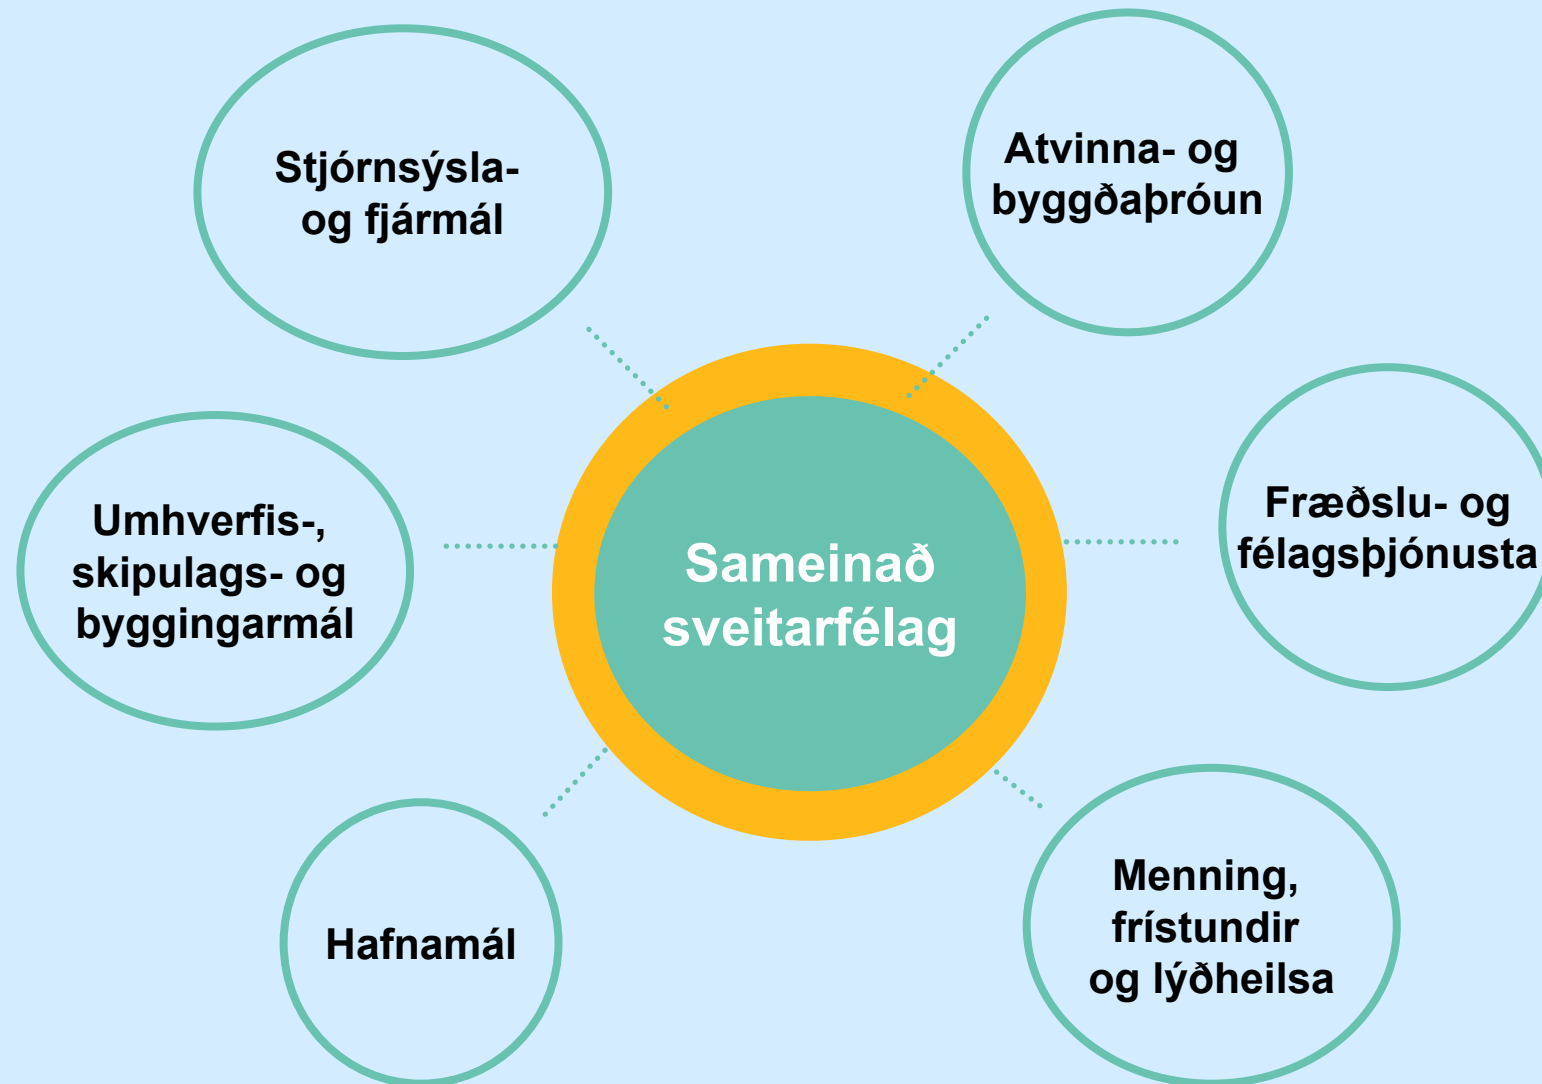 Stjórnsýsla-
og fjármál
Atvinna- og
byggðaþróun
Umhverfis-,
skipulags- og
byggingarmál
Sameinað
sveitarfélag
Fræðslu- og
félagsþjónusta
Hafnamál
Menning,
frístundir
og lýðheilsa